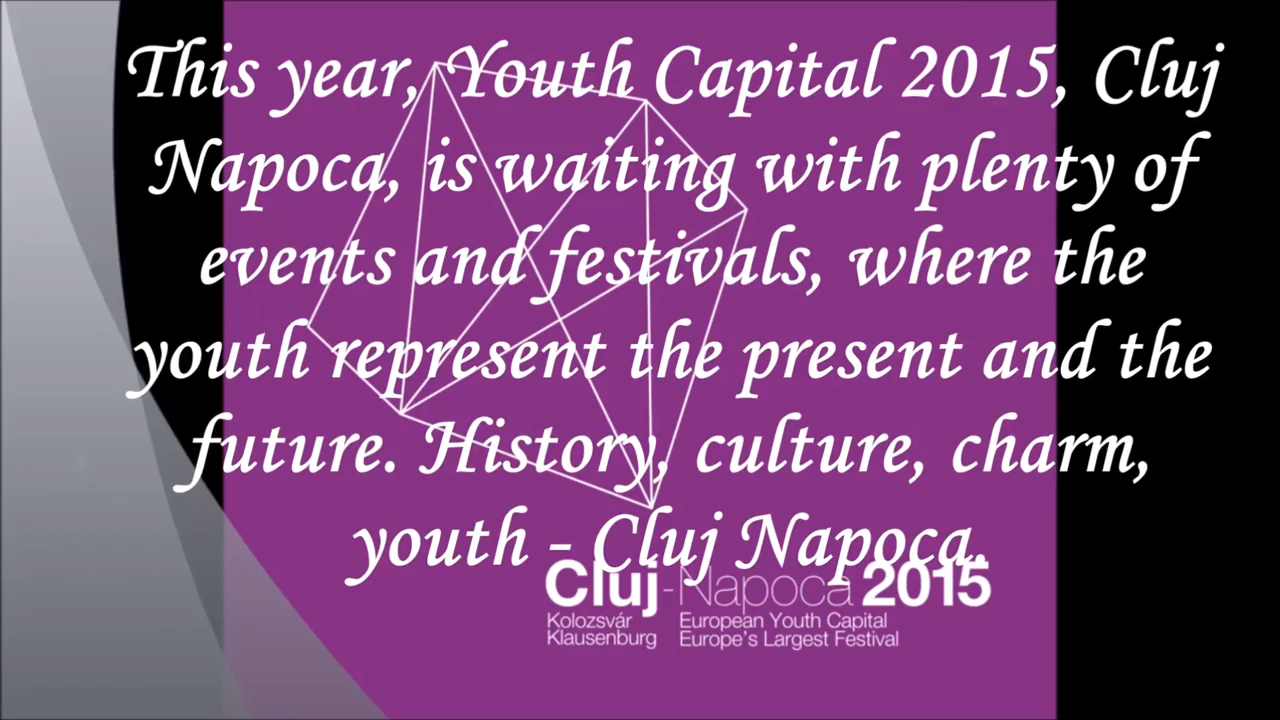 This year, Youth Capital 2015, Cluj
Napoca, is waiting with plenty of
events and festivals, where the
youth represent the present and the
future. History, culture, charm,
youth - Cluj Napoca.
Cluj-Napoca 2015
Kolozsvár European Youth Capital
Klausenburg Europe's Largest Festival